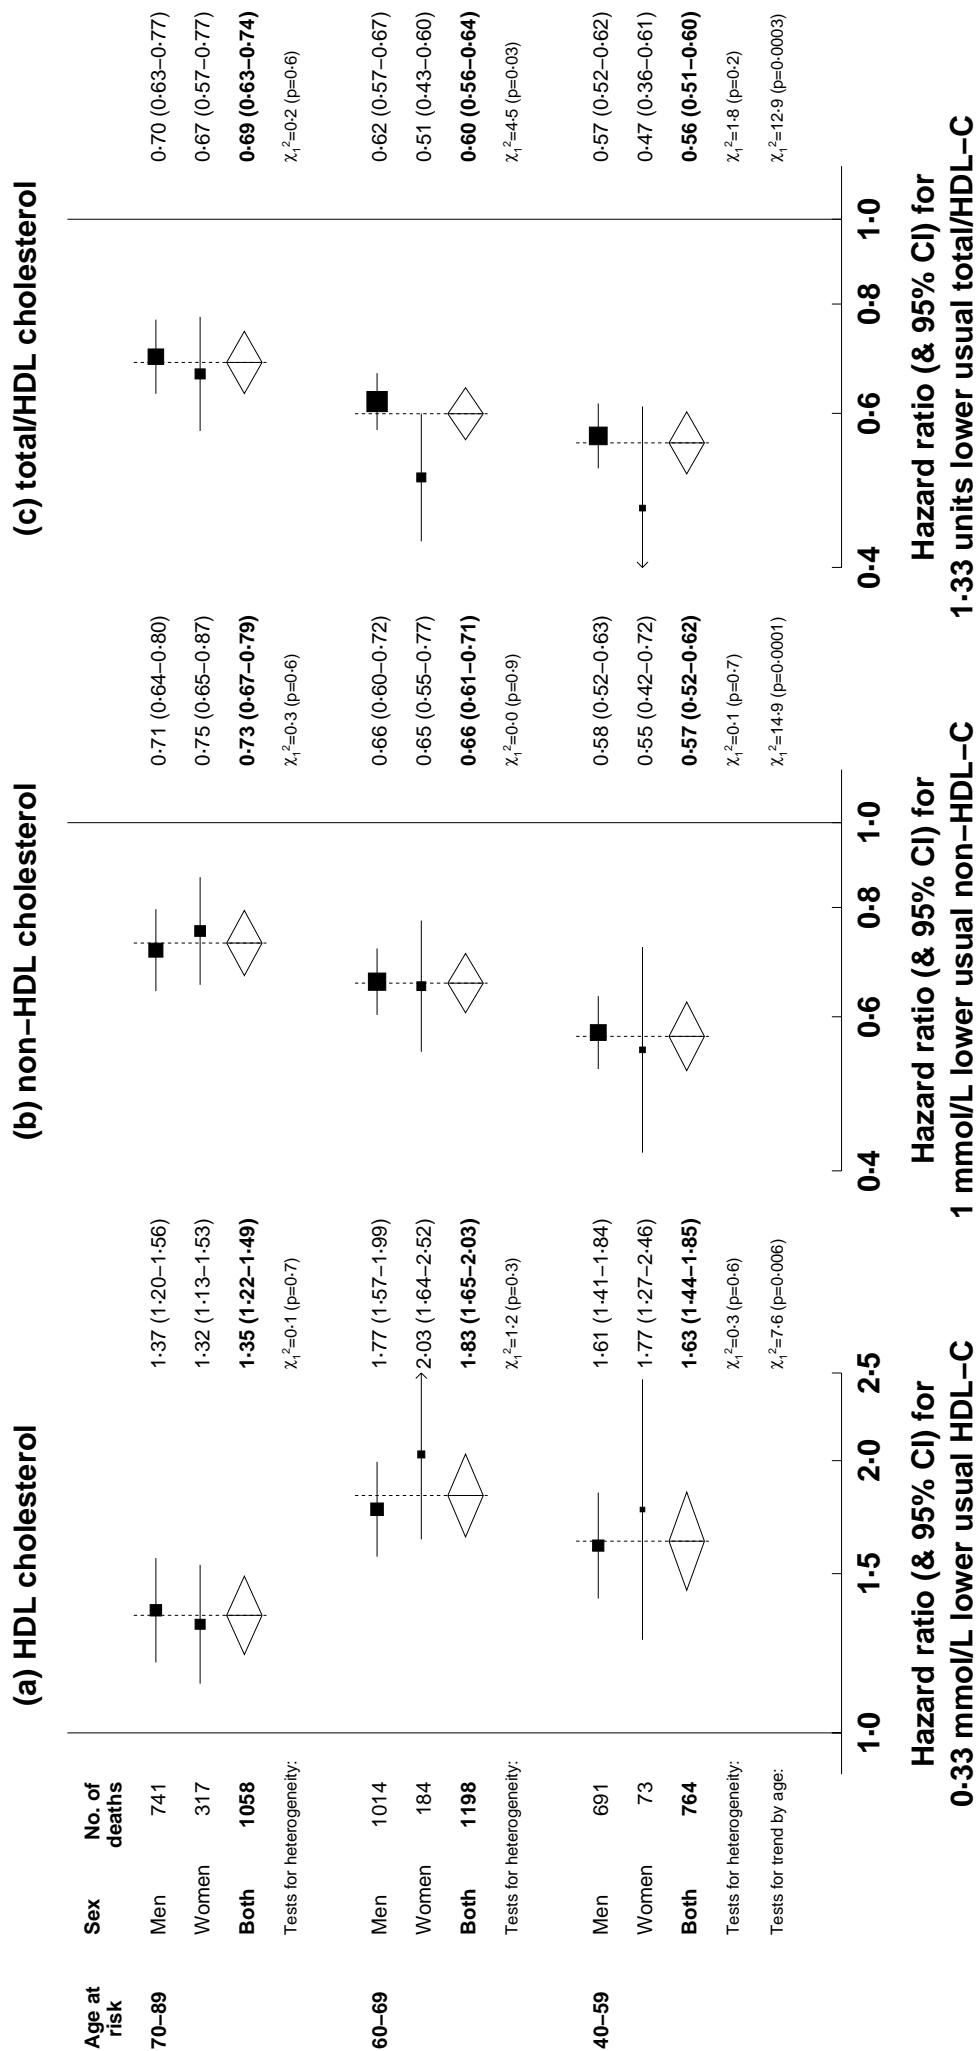 (a) HDL cholesterol
(b) non−HDL cholesterol
(c) total/HDL cholesterol
Age at risk
Sex
No. of deaths
70−89
Men 741 1·37 (1·20−1·56) 0·71 (0·64−0·80) 0·70 (0·63−0·77)
Women 317 1·32 (1·13−1·53) 0·75 (0·65−0·87) 0·67 (0·57−0·77)
Both 1058 1·35 (1·22−1·49) 0·73 (0·67−0·79) 0·69 (0·63−0·74)
Tests for heterogeneity: χ₁²=0·1 (p=0·7) χ₁²=0·3 (p=0·6) χ₁²=0·2 (p=0·6)
60−69
Men 1014 1·77 (1·57−1·99) 0·66 (0·60−0·72) 0·62 (0·57−0·67)
Women 184 2·03 (1·64−2·52) 0·65 (0·55−0·77) 0·51 (0·43−0·60)
Both 1198 1·83 (1·65−2·03) 0·66 (0·61−0·71) 0·60 (0·56−0·64)
Tests for heterogeneity: χ₁²=1·2 (p=0·3) χ₁²=0·0 (p=0·9) χ₁²=4·5 (p=0·03)
40−59
Men 691 1·61 (1·41−1·84) 0·58 (0·52−0·63) 0·57 (0·52−0·62)
Women 73 1·77 (1·27−2·46) 0·55 (0·42−0·72) 0·47 (0·36−0·61)
Both 764 1·63 (1·44−1·85) 0·57 (0·52−0·62) 0·56 (0·51−0·60)
Tests for heterogeneity: χ₁²=0·3 (p=0·6) χ₁²=0·1 (p=0·7) χ₁²=1·8 (p=0·2)
Tests for trend by age: χ₁²=7·6 (p=0·006) χ₁²=14·9 (p=0·0001) χ₁²=12·9 (p=0·0003)
1·0 1·5 2·0 2·5
0·4 0·6 0·8 1·0
0·4 0·6 0·8 1·0
Hazard ratio (& 95% CI) for
0·33 mmol/L lower usual HDL−C
Hazard ratio (& 95% CI) for
1 mmol/L lower usual non−HDL−C
Hazard ratio (& 95% CI) for
1·33 units lower usual total/HDL−C